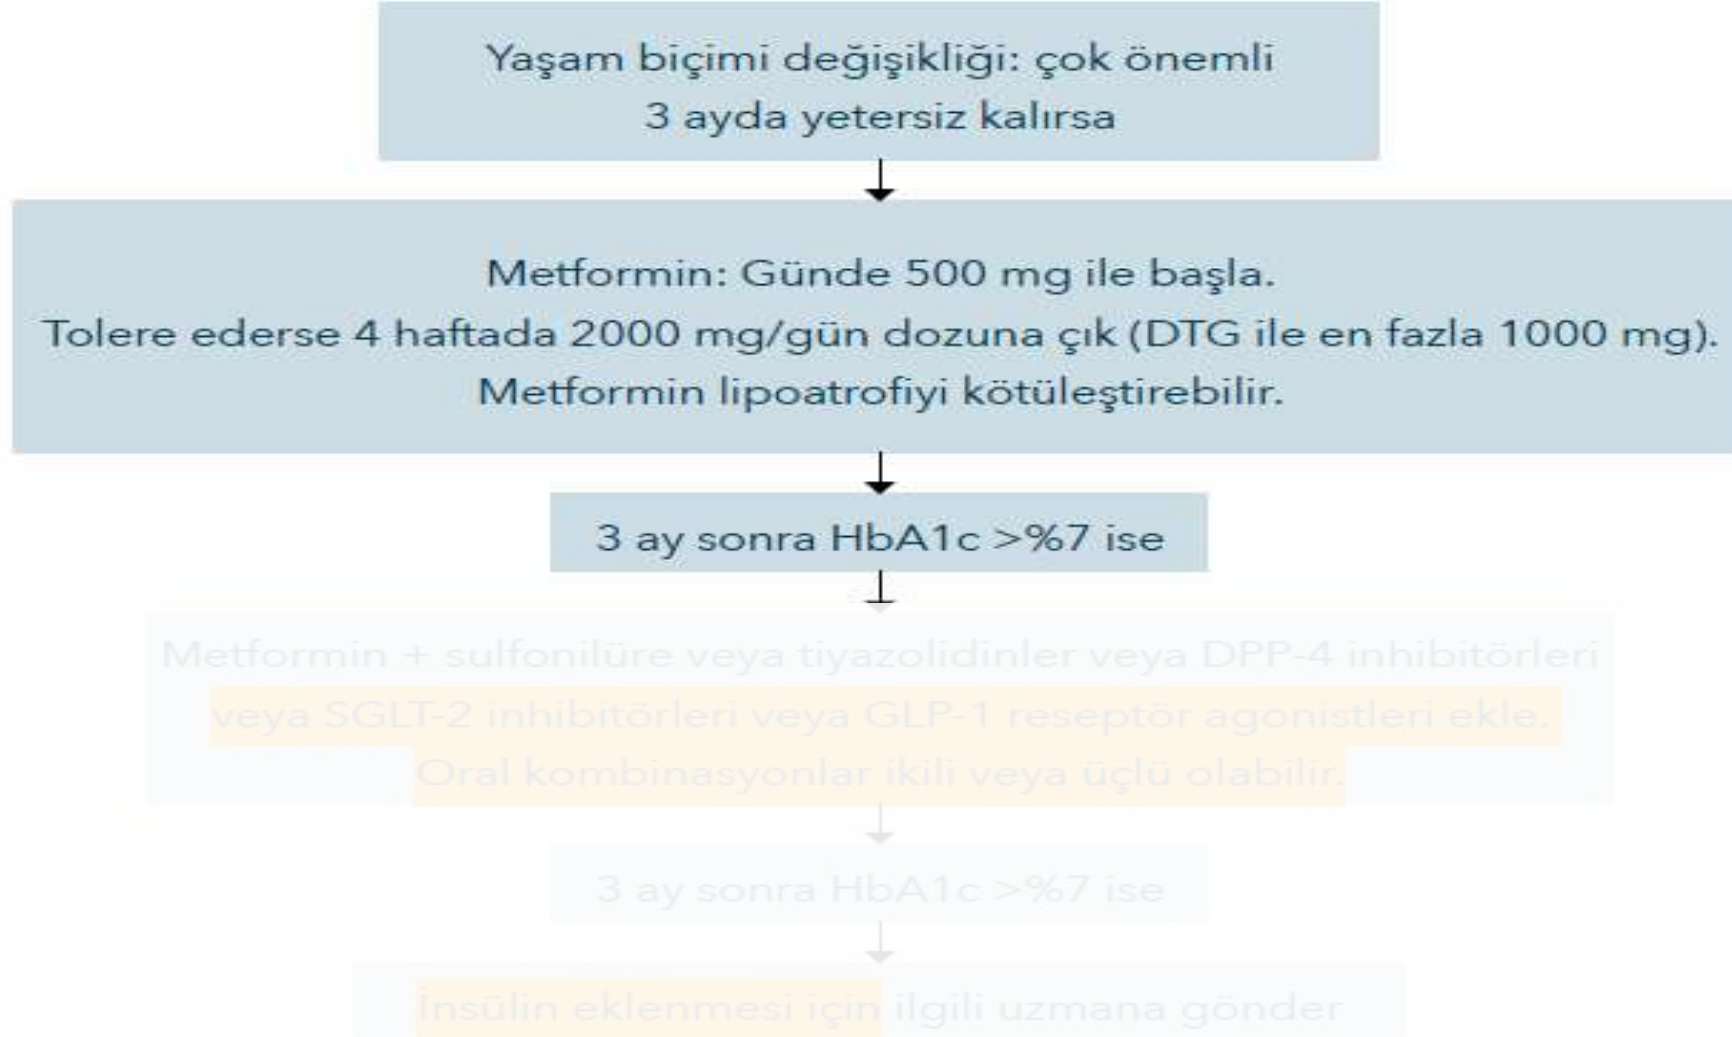 Yaşam biçimi değişikliği: çok önemli
3 ayda yetersiz kalırsa
Metformin: Günde 500 mg ile başla.
Tolere ederse 4 haftada 2000 mg/gün dozuna çık (DTG ile en fazla 1000 mg).
Metformin lipoatrofiyi kötüleştirebilir.
3 ay sonra HbA1c >%7 ise
Metformin + sulfonilüre veya tiyazolidinler veya DPP-4 inhibitörleri
veya SGLT-2 inhibitörleri veya GLP-1 reseptör agonistleri ekle.
Oral kombinasyonlar ikili veya üçlü olabilir.
3 ay sonra HbA1c >%7 ise
İnsülin eklenmesi için ilgili uzmana gönder